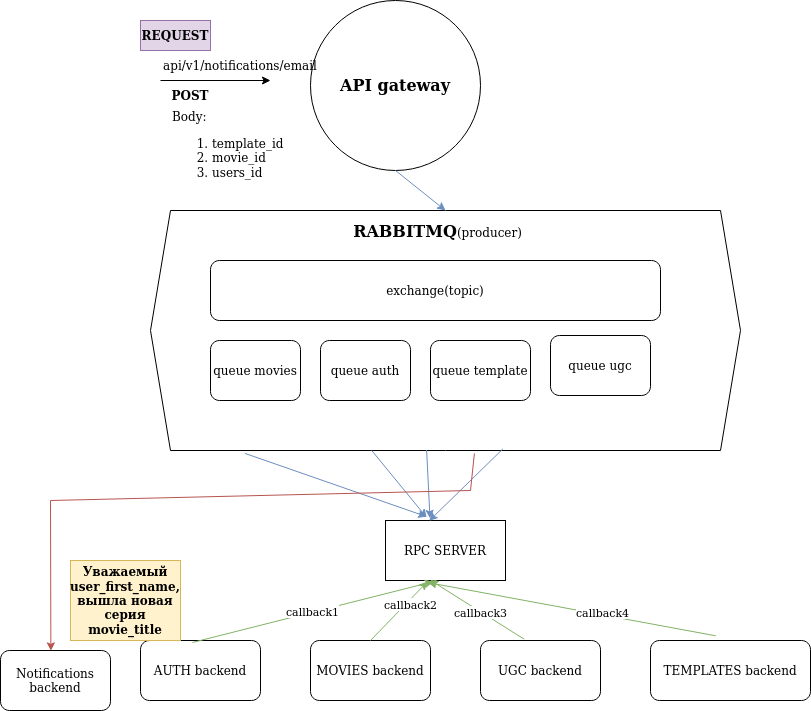 REQUEST
api/v1/notifications/email
POST
Body:
1. template_id
2. movie_id
3. users_id
API gateway
RABBITMQ(producer)
exchange(topic)
queue movies
queue auth
queue template
queue ugc
RPC SERVER
callback1
callback2
callback3
callback4
Уважаемый
user_first_name,
вышла новая
серия
movie_title
Notifications
backend
AUTH backend
MOVIES backend
UGC backend
TEMPLATES backend